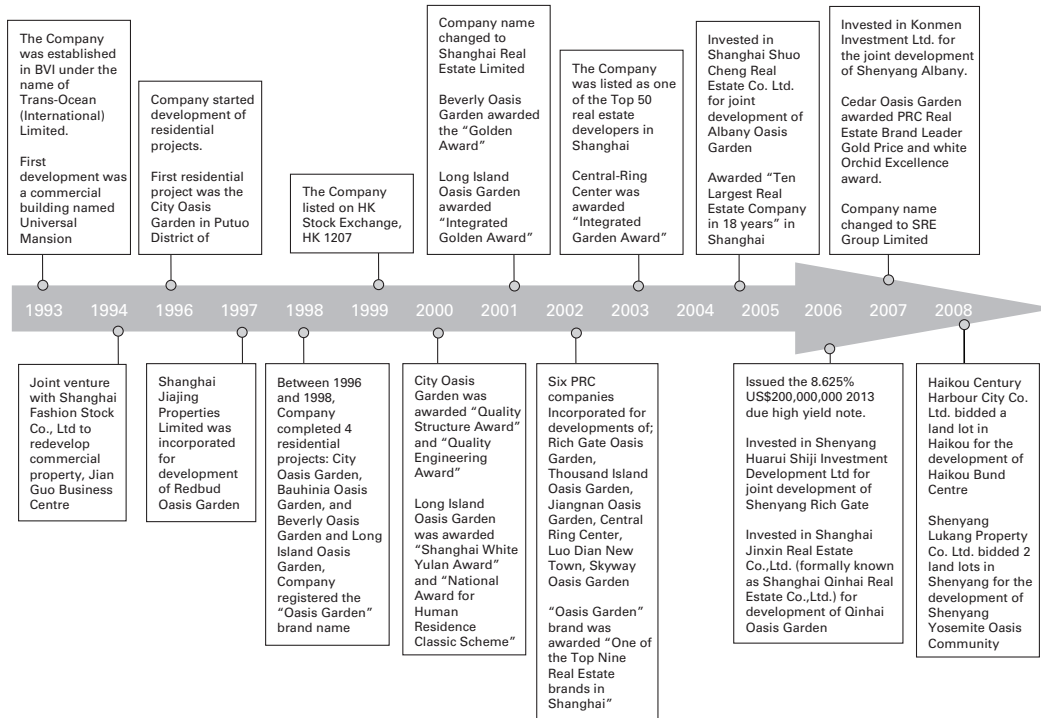 The Company
was established
in BVI under the
name of
Trans-Ocean
(International)
Limited.
First
development was
a commercial
building named
Universal
Mansion
Company started
development of
residential
projects.
First residential
project was the
City Oasis
Garden in Putuo
District of
The Company
listed on HK
Stock Exchange,
HK 1207
Company name
changed to
Shanghai Real
Estate Limited
Beverly Oasis
Garden awarded
the “Golden
Award”
Long Island
Oasis Garden
awarded
“Integrated
Golden Award”
The Company
was listed as one
of the Top 50
real estate
developers in
Shanghai
Central-Ring
Center was
awarded
“Integrated
Garden Award”
Invested in
Shanghai Shuo
Cheng Real
Estate Co. Ltd.
for joint
development of
Albany Oasis
Garden
Awarded “Ten
Largest Real
Estate Company
in 18 years” in
Shanghai
Invested in Konmen
Investment Ltd. for
the joint development
of Shenyang Albany.
Cedar Oasis Garden
awarded PRC Real
Estate Brand Leader
Gold Price and white
Orchid Excellence
award.
Company name
changed to SRE
Group Limited
1993 1994 1996 1997 1998 1999 2000 2001 2002 2003 2004 2005 2006 2007 2008
Joint venture
with Shanghai
Fashion Stock
Co., Ltd to
redevelop
commercial
property, Jian
Guo Business
Centre
Shanghai
Jiajing
Properties
Limited was
incorporated
for
development
of Redbud
Oasis Garden
Between 1996
and 1998,
Company
completed 4
residential
projects: City
Oasis Garden,
Bauhinia Oasis
Garden, and
Beverly Oasis
Garden and Long
Island Oasis
Garden,
Company
registered the
“Oasis Garden”
brand name
City Oasis
Garden was
awarded “Quality
Structure Award”
and “Quality
Engineering
Award”
Long Island
Oasis Garden
was awarded
“Shanghai White
Yulan Award”
and “National
Award for
Human
Residence
Classic Scheme”
Six PRC
companies
Incorporated for
developments of;
Rich Gate Oasis
Garden,
Thousand Island
Oasis Garden,
Jiangnan Oasis
Garden, Central
Ring Center,
Luo Dian New
Town, Skyway
Oasis Garden
“Oasis Garden”
brand was
awarded “One of
the Top Nine
Real Estate
brands in
Shanghai”
Issued the 8.625%
US$200,000,000 2013
due high yield note.
Invested in Shenyang
Huarui Shiji Investment
Development Ltd for
joint development of
Shenyang Rich Gate
Invested in Shanghai
Jinxin Real Estate
Co.,Ltd. (formally known
as Shanghai Qinhai Real
Estate Co.,Ltd.) for
development of Qinhai
Oasis Garden
Haikou Century
Harbour City Co.
Ltd. bidded a
land lot in
Haikou for the
development of
Haikou Bund
Centre
Shenyang
Lukang Property
Co. Ltd. bidded 2
land lots in
Shenyang for the
development of
Shenyang
Yosemite Oasis
Community